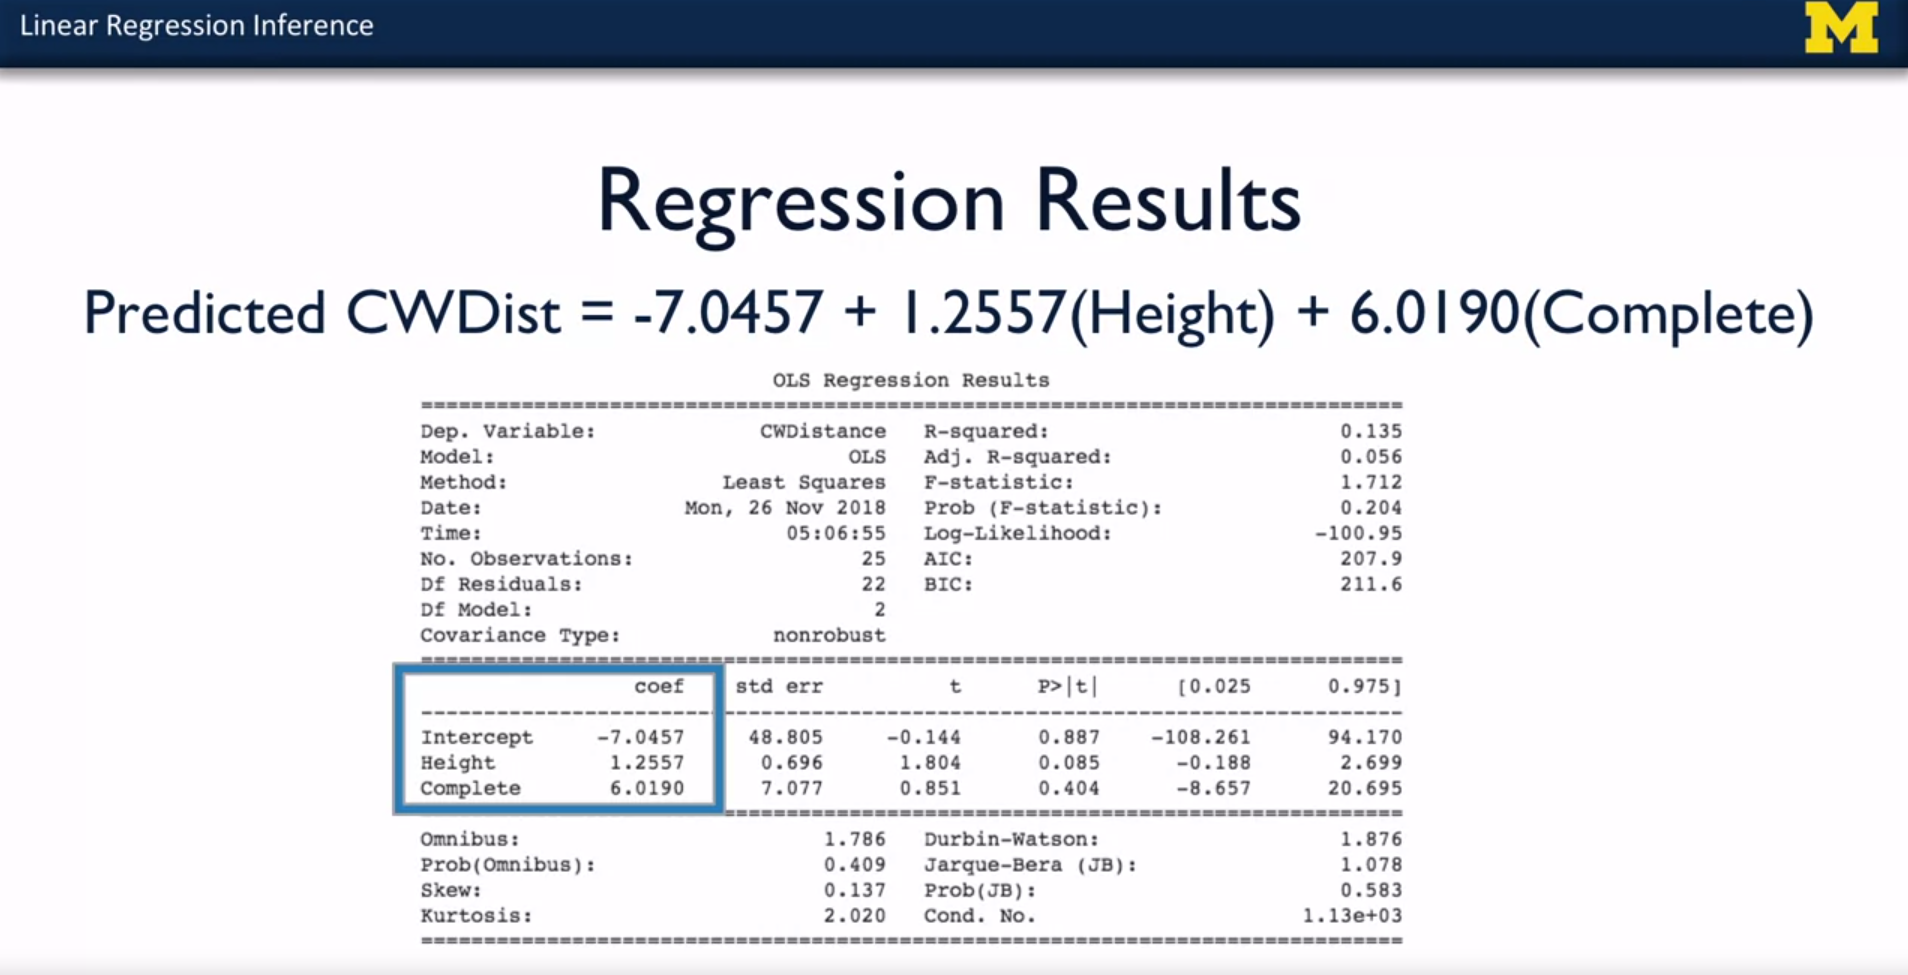 Linear Regression Inference
M
Regression Results
Predicted CWDist = -7.0457 + 1.2557(Height) + 6.0190(Complete)
OLS Regression Results
==============================================================================
Dep. Variable: CWDistance R-squared: 0.135
Model: OLS Adj. R-squared: 0.056
Method: Least Squares F-statistic: 1.712
Date: Mon, 26 Nov 2018 Prob (F-statistic): 0.204
Time: 05:06:55 Log-Likelihood: -100.95
No. Observations: 25 AIC: 207.9
Df Residuals: 22 BIC: 211.6
Df Model: 2
Covariance Type: nonrobust
==============================================================================
coef std err t P>|t| [0.025 0.975]
------------------------------------------------------------------------------
Intercept -7.0457 48.805 -0.144 0.887 -108.261 94.170
Height 1.2557 0.696 1.804 0.085 -0.188 2.699
Complete 6.0190 7.077 0.851 0.404 -8.657 20.695
==============================================================================
Omnibus: 1.786 Durbin-Watson: 1.876
Prob(Omnibus): 0.409 Jarque-Bera (JB): 1.078
Skew: 0.137 Prob(JB): 0.583
Kurtosis: 2.020 Cond. No. 1.13e+03
==============================================================================